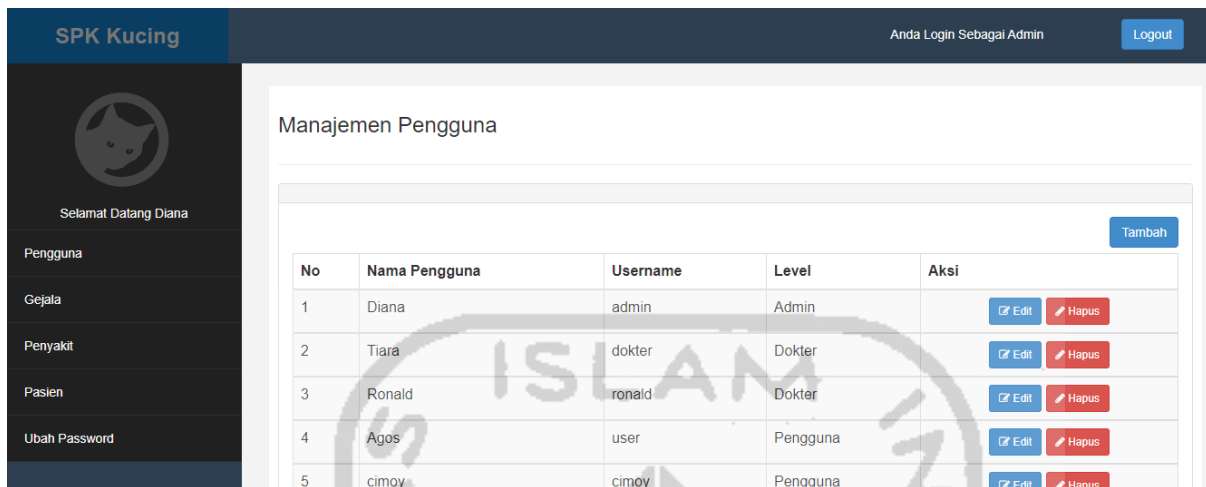 SPK Kucing
Anda Login Sebagai Admin
Logout
Selamat Datang Diana
Pengguna
Gejala
Penyakit
Pasien
Ubah Password
Manajemen Pengguna
Tambah
No Nama Pengguna Username Level Aksi
1 Diana admin Admin Edit Hapus
2 Tiara dokter Dokter Edit Hapus
3 Ronald ronald Dokter Edit Hapus
4 Agos user Pengguna Edit Hapus
5 cimoy cimoy Pengguna Edit Hapus
ISLAM